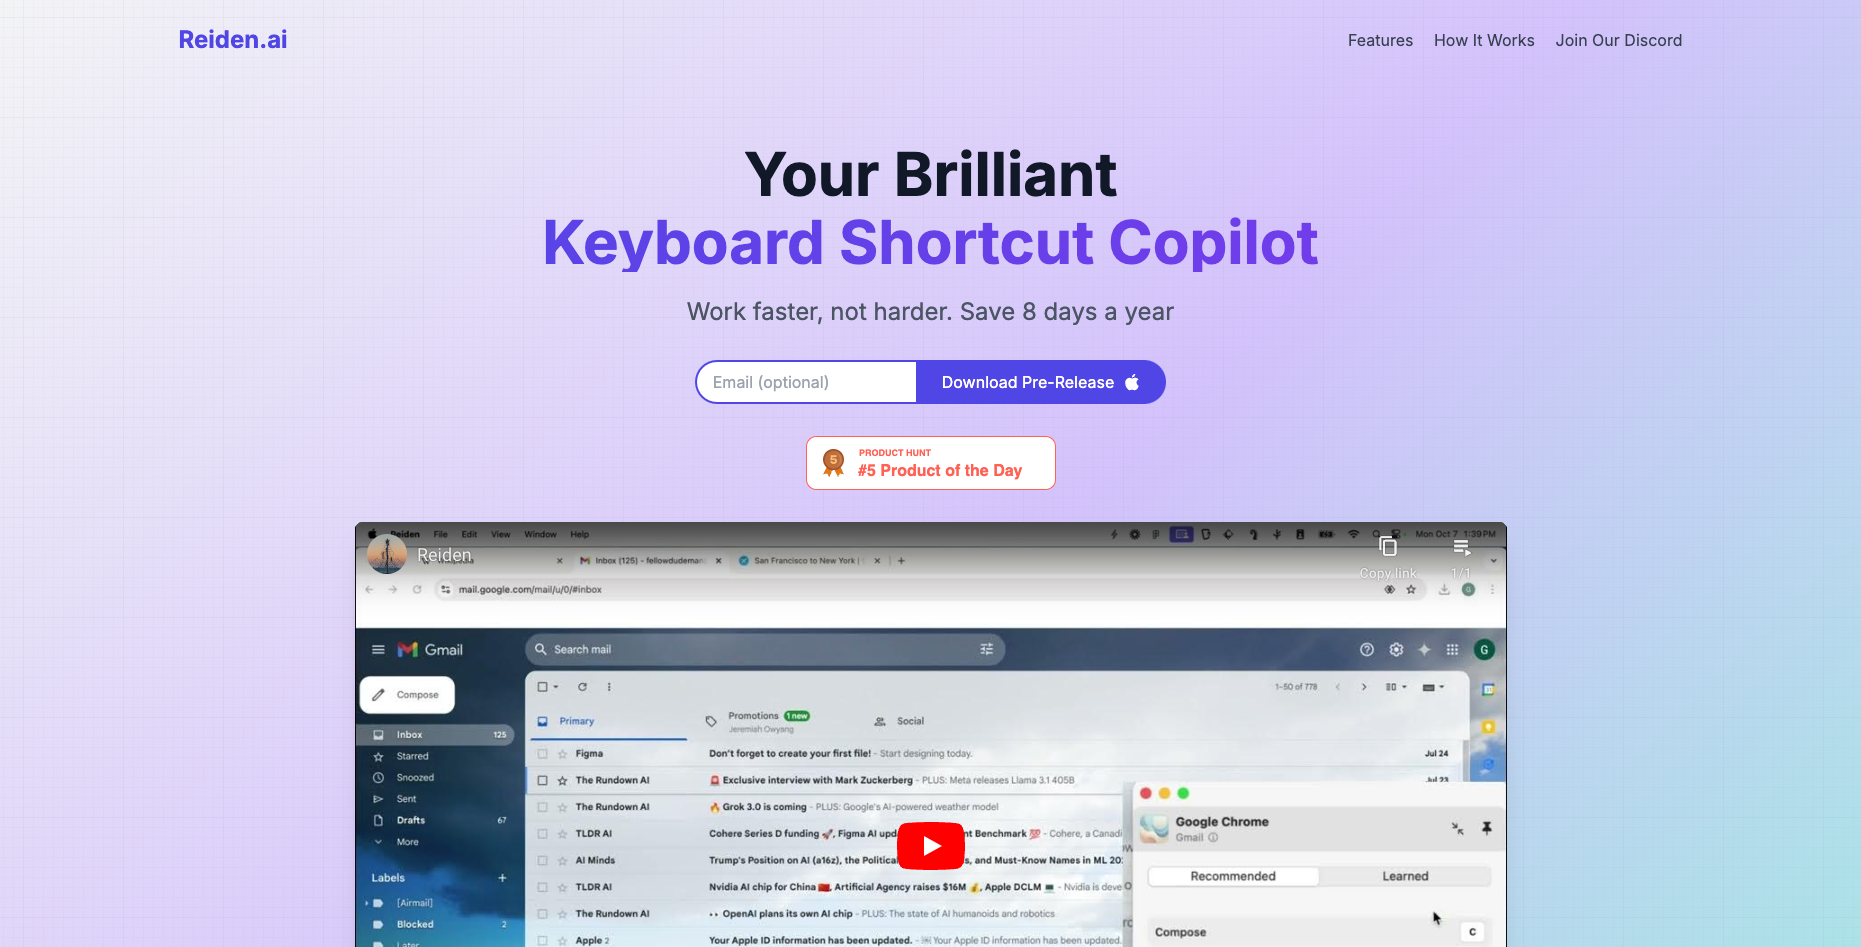 Reiden.ai
Features How It Works Join Our Discord
Your Brilliant
Keyboard Shortcut Copilot
Work faster, not harder. Save 8 days a year
Email (optional) Download Pre-Release
5 PRODUCT HUNT
#5 Product of the Day
Reiden File Edit View Window Help Mon Oct 7 1:39 PM
Reiden
Inbox (125) - fellowdudeman San Francisco to New York |
Copy link 1/1
mail.google.com/mail/u/0/#inbox
Gmail Search mail G
Compose 1–50 of 778
Primary Promotions 1 new Social
Jeremiah Owyang
Inbox 125
Starred
Snoozed
Sent
Drafts 67
More
Labels
[Airmail]
Blocked 2
Later
Figma Don't forget to create your first file! - Start designing today. Jul 24
The Rundown AI 🚨 Exclusive interview with Mark Zuckerberg - PLUS: Meta releases Llama 3.1 405B Jul 23
The Rundown AI 🔥 Grok 3.0 is coming - PLUS: Google's AI-powered weather model
TLDR AI Cohere Series D funding 🚀, Figma AI nt Benchmark 💯 - Cohere, a Canadi
AI Minds Trump's Position on AI (a16z), the s, and Must-Know Names in ML
TLDR AI Nvidia AI chip for China 🇨🇳, Artificial Agency raises $16M 💰, Apple DCLM 💻 - Nvidia is deve
The Rundown AI 👀 OpenAI plans its own AI chip - PLUS: The state of AI humanoids and robotics
Apple 2 Your Apple ID information has been updated. - Your Apple ID information has been updated.
Google Chrome
Gmail
Recommended Learned
Compose C